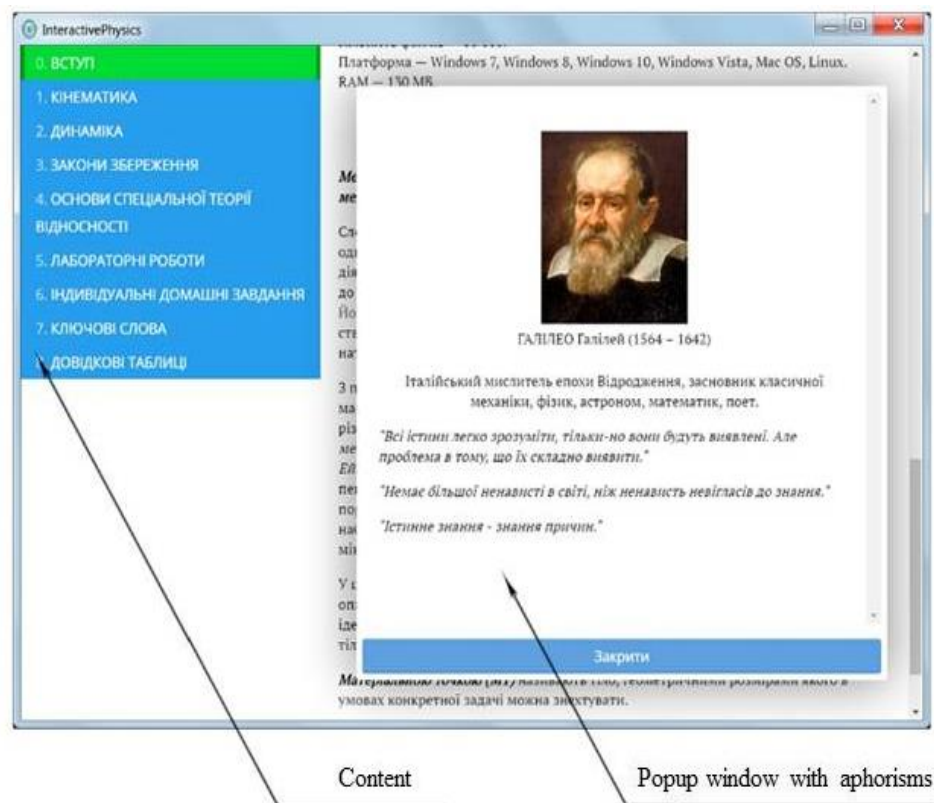 InteractivePhysics
0. ВСТУП
1. КІНЕМАТИКА
2. ДИНАМІКА
3. ЗАКОНИ ЗБЕРЕЖЕННЯ
4. ОСНОВИ СПЕЦІАЛЬНОЇ ТЕОРІЇ
ВІДНОСНОСТІ
5. ЛАБОРАТОРНІ РОБОТИ
6. ІНДИВІДУАЛЬНІ ДОМАШНІ ЗАВДАННЯ
7. КЛЮЧОВІ СЛОВА
ДОВІДКОВІ ТАБЛИЦІ
Платформа — Windows 7, Windows 8, Windows 10, Windows Vista, Mac OS, Linux.
RAM — 130 MB
ГАЛІЛЕО Галілей (1564 – 1642)
Італійський мислитель епохи Відродження, засновник класичної
механіки, фізик, астроном, математик, поет.
"Всі істини легко зрозуміти, тільки-но вони будуть виявлені. Але
проблема в тому, що їх складно виявити."
"Немає більшої ненависті в світі, ніж ненависть невігласів до знання."
"Істинне знання - знання причин."
Закрити
Матеріальною точкою (МТ) називають тіло, геометричними розмірами якого в
умовах конкретної задачі можна знехтувати.
Content
Popup window with aphorisms